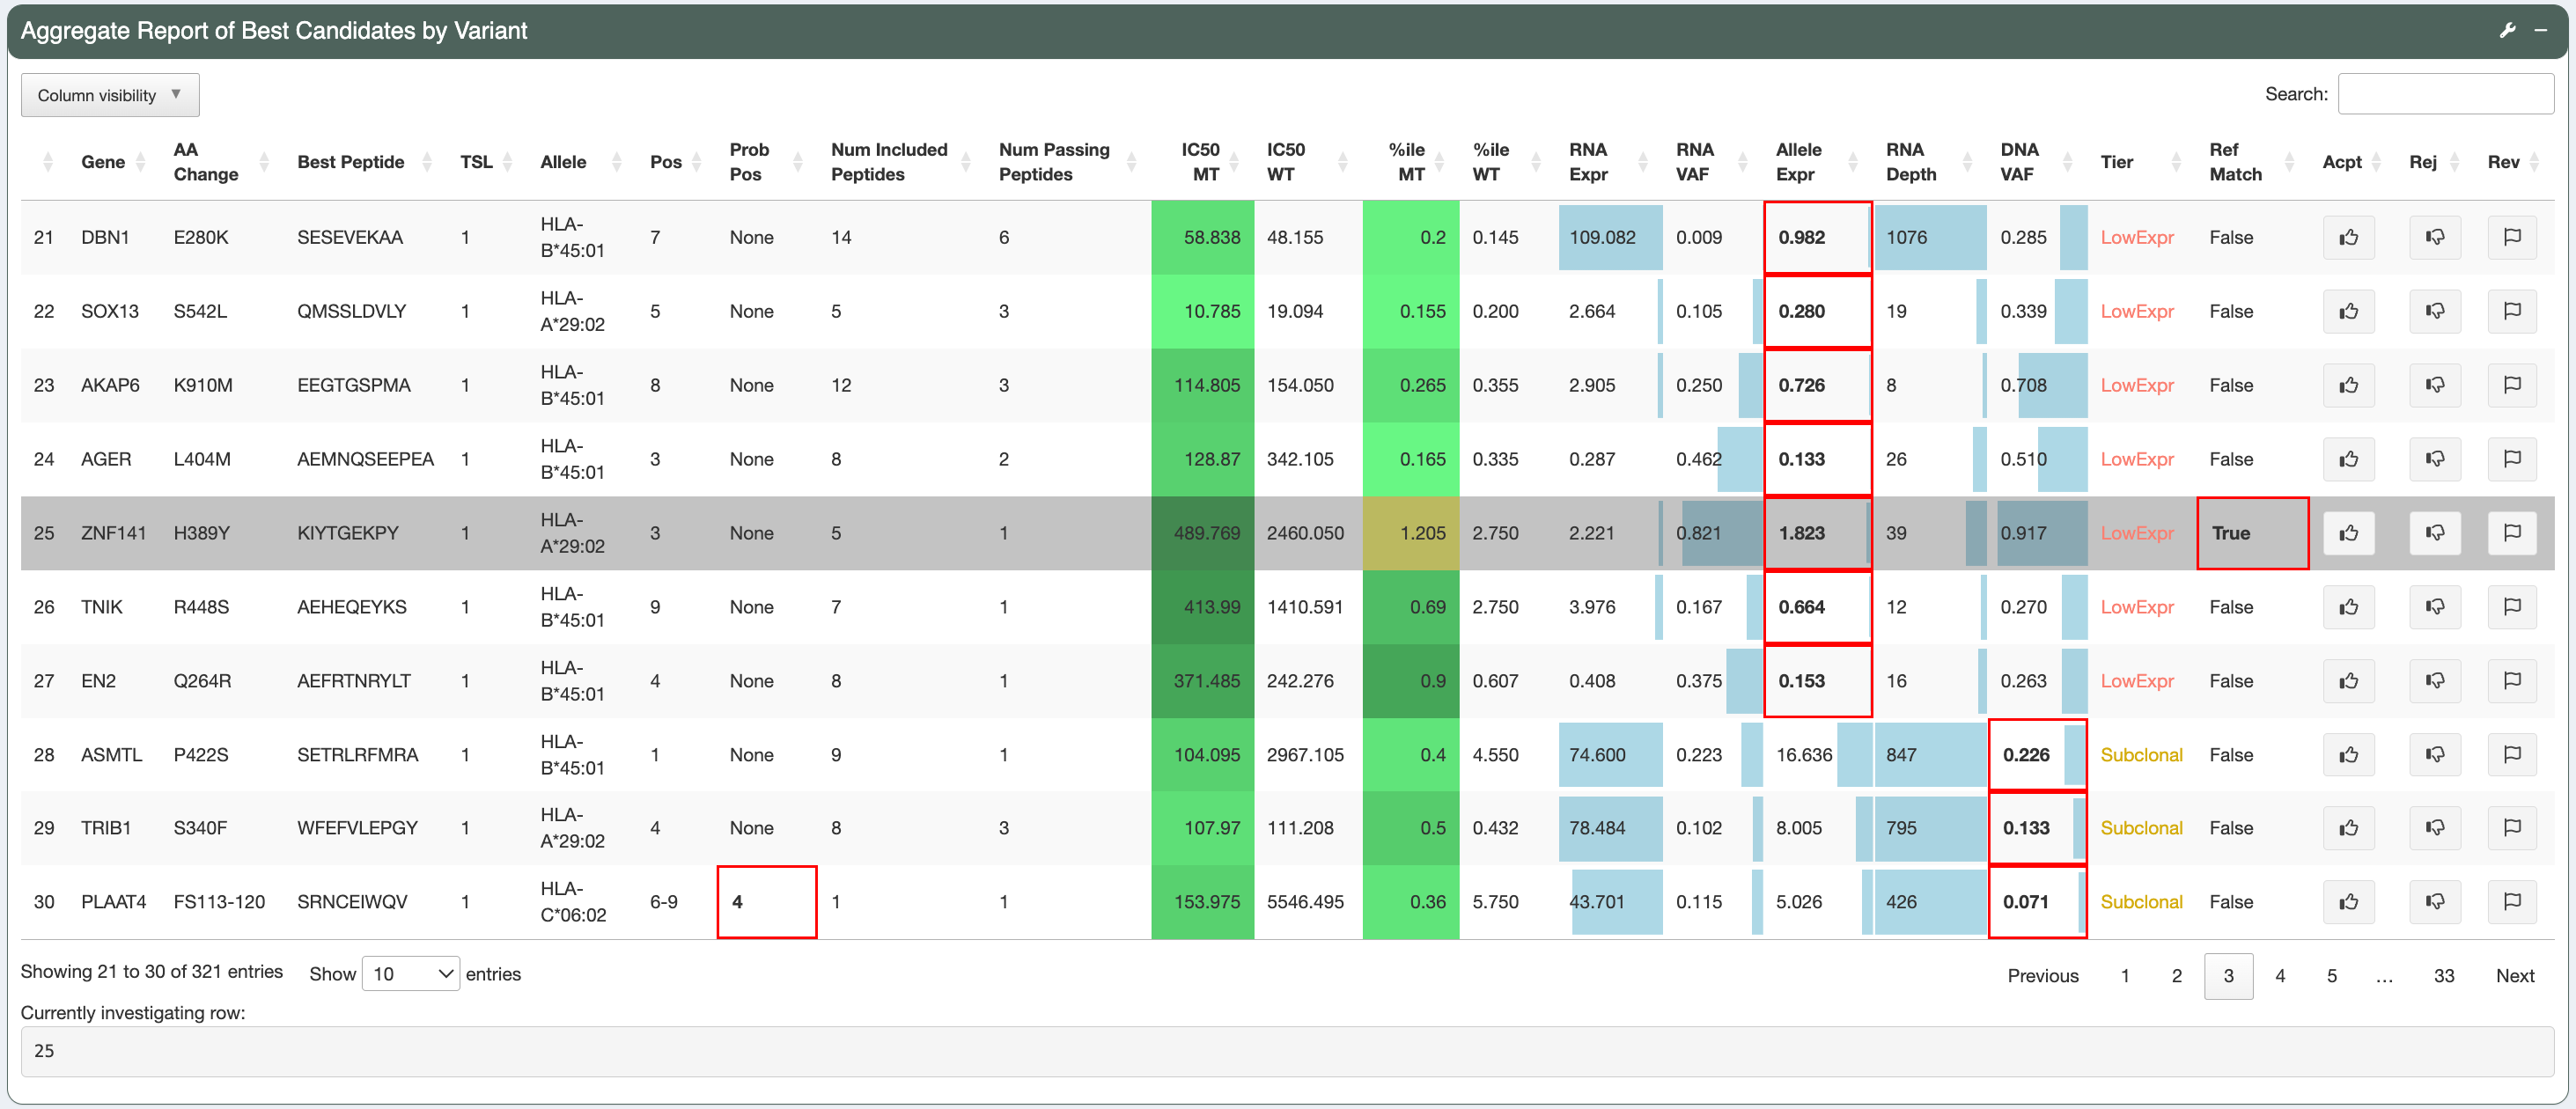 Aggregate Report of Best Candidates by Variant
Column visibility ▼
Search:
Gene AA Change Best Peptide TSL Allele Pos Prob Pos Num Included Peptides Num Passing Peptides IC50 MT IC50 WT %ile MT %ile WT RNA Expr RNA VAF Allele Expr RNA Depth DNA VAF Tier Ref Match Acpt Rej Rev
21 DBN1 E280K SESEVEKAA 1 HLA-B*45:01 7 None 14 6 58.838 48.155 0.2 0.145 109.082 0.009 0.982 1076 0.285 LowExpr False
22 SOX13 S542L QMSSLDVLY 1 HLA-A*29:02 5 None 5 3 10.785 19.094 0.155 0.200 2.664 0.105 0.280 19 0.339 LowExpr False
23 AKAP6 K910M EEGTGSPMA 1 HLA-B*45:01 8 None 12 3 114.805 154.050 0.265 0.355 2.905 0.250 0.726 8 0.708 LowExpr False
24 AGER L404M AEMNQSEEPEA 1 HLA-B*45:01 3 None 8 2 128.87 342.105 0.165 0.335 0.287 0.462 0.133 26 0.510 LowExpr False
25 ZNF141 H389Y KIYTGEKPY 1 HLA-A*29:02 3 None 5 1 489.769 2460.050 1.205 2.750 2.221 0.821 1.823 39 0.917 LowExpr True
26 TNIK R448S AEHEQEYKS 1 HLA-B*45:01 9 None 7 1 413.99 1410.591 0.69 2.750 3.976 0.167 0.664 12 0.270 LowExpr False
27 EN2 Q264R AEFRTNRYLT 1 HLA-B*45:01 4 None 8 1 371.485 242.276 0.9 0.607 0.408 0.375 0.153 16 0.263 LowExpr False
28 ASMTL P422S SETRLRFMRA 1 HLA-B*45:01 1 None 9 1 104.095 2967.105 0.4 4.550 74.600 0.223 16.636 847 0.226 Subclonal False
29 TRIB1 S340F WFEFVLEPGY 1 HLA-A*29:02 4 None 8 3 107.97 111.208 0.5 0.432 78.484 0.102 8.005 795 0.133 Subclonal False
30 PLAAT4 FS113-120 SRNCEIWQV 1 HLA-C*06:02 6-9 4 1 1 153.975 5546.495 0.36 5.750 43.701 0.115 5.026 426 0.071 Subclonal False
Showing 21 to 30 of 321 entries Show 10 entries
Previous 1 2 3 4 5 … 33 Next
Currently investigating row:
25